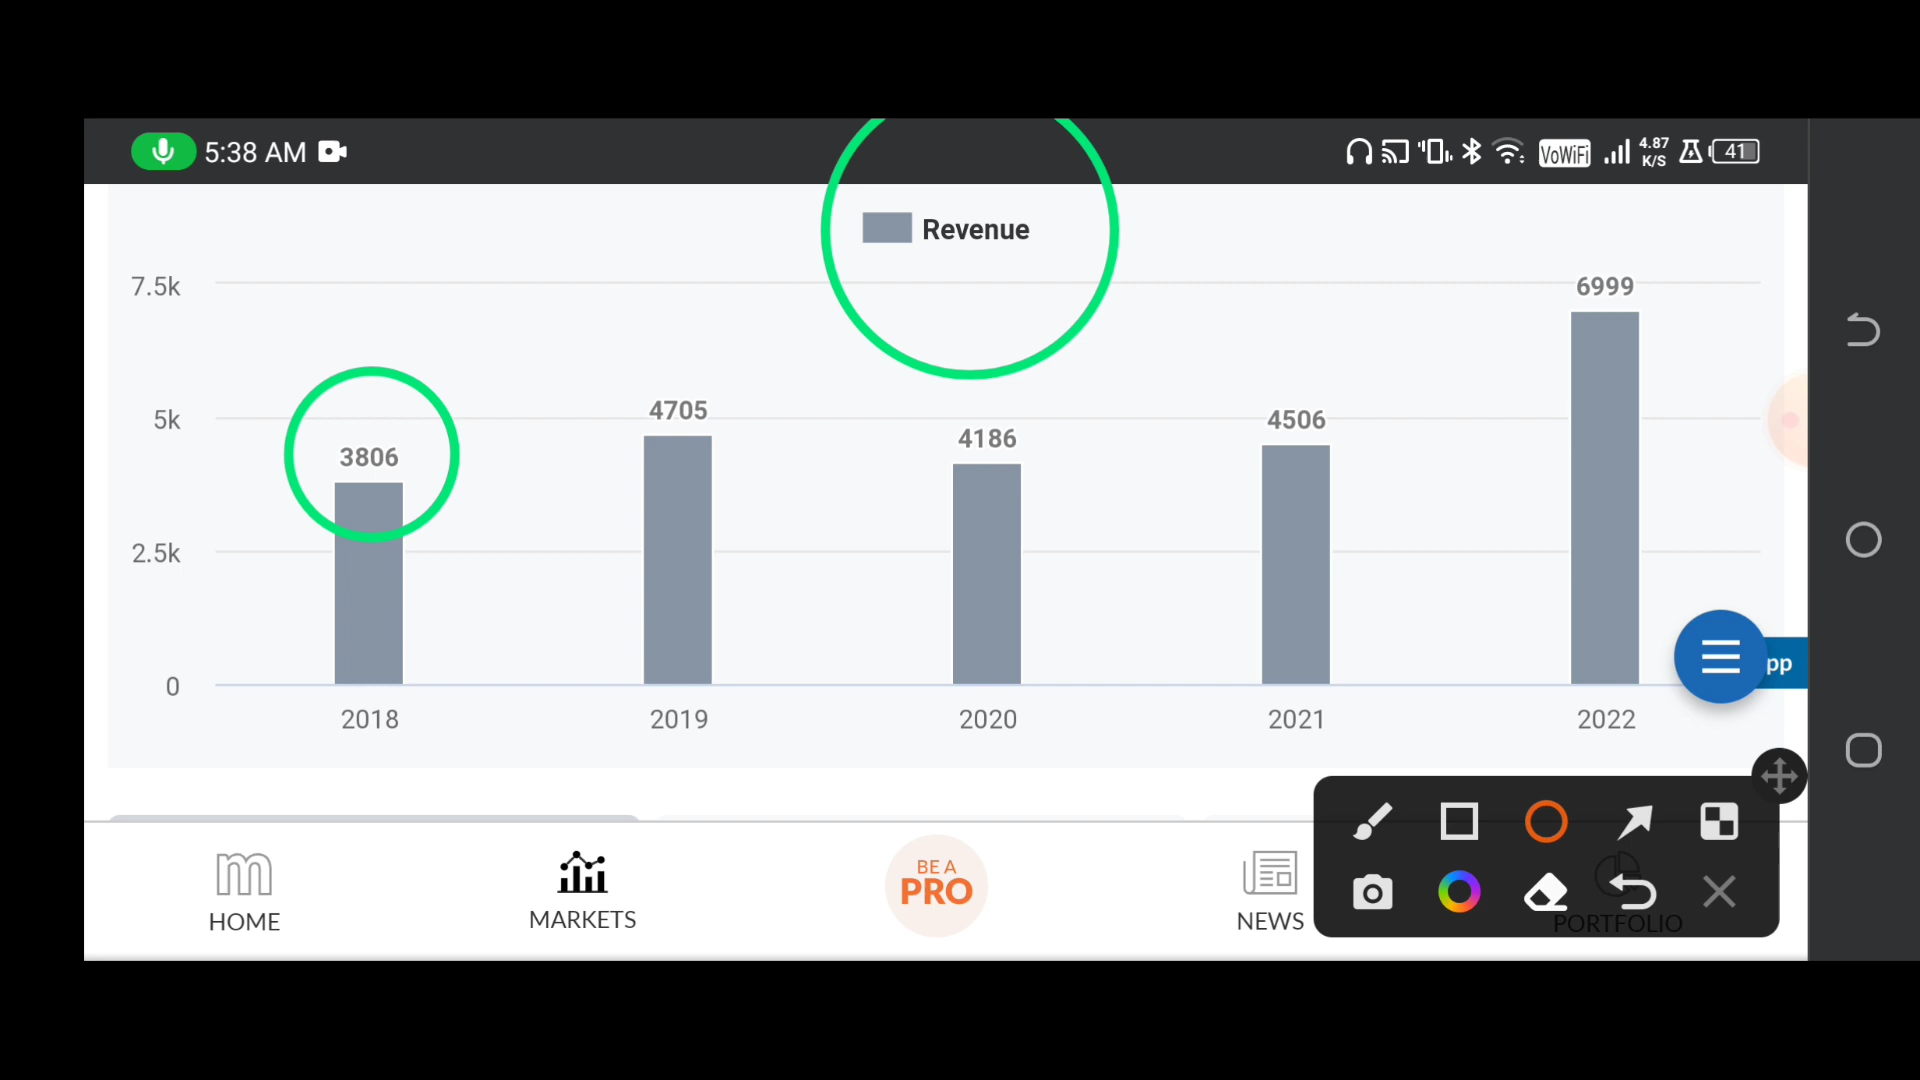 5:38 AM
VoWiFi 4.87 K/S 41
Revenue
7.5k
5k
2.5k
0
3806
4705
4186
4506
6999
2018 2019 2020 2021 2022
pp
HOME
MARKETS
BE A
PRO
NEWS
PORTFOLIO